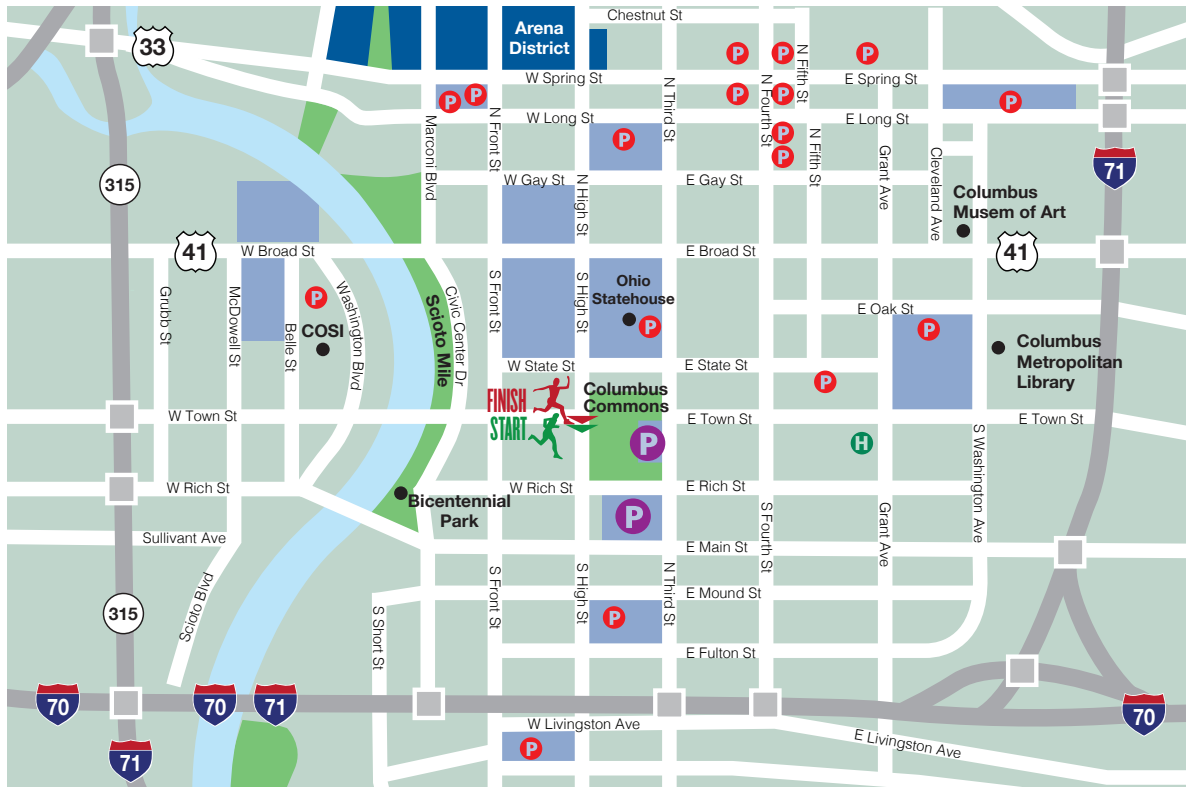 Chestnut St
Arena
District
33
P
P
P
N Fifth St
W Spring St
E Spring St
P
P
P
P
P
P
Marconi Blvd
N Front St
N Third St
N Fourth St
W Long St
E Long St
P
P
P
N Fifth St
Grant Ave
Cleveland Ave
71
315
W Gay St
N High St
E Gay St
Columbus
Musem of Art
41
W Broad St
E Broad St
41
Grubb St
McDowell St
Belle St
P
COSI
Washington Blvd
Scioto Mile
Civic Center Dr
S Front St
S High St
Ohio
Statehouse
P
E Oak St
P
Columbus
Metropolitan
Library
W State St
E State St
P
FINISH
START
Columbus
Commons
W Town St
E Town St
E Town St
P
H
S Washington Ave
W Rich St
Bicentennial
Park
W Rich St
E Rich St
P
S Fourth St
Grant Ave
Sullivant Ave
E Main St
Scioto Blvd
315
S Short St
S Front St
S High St
N Third St
E Mound St
P
E Fulton St
70
70
71
70
71
W Livingston Ave
P
E Livingston Ave